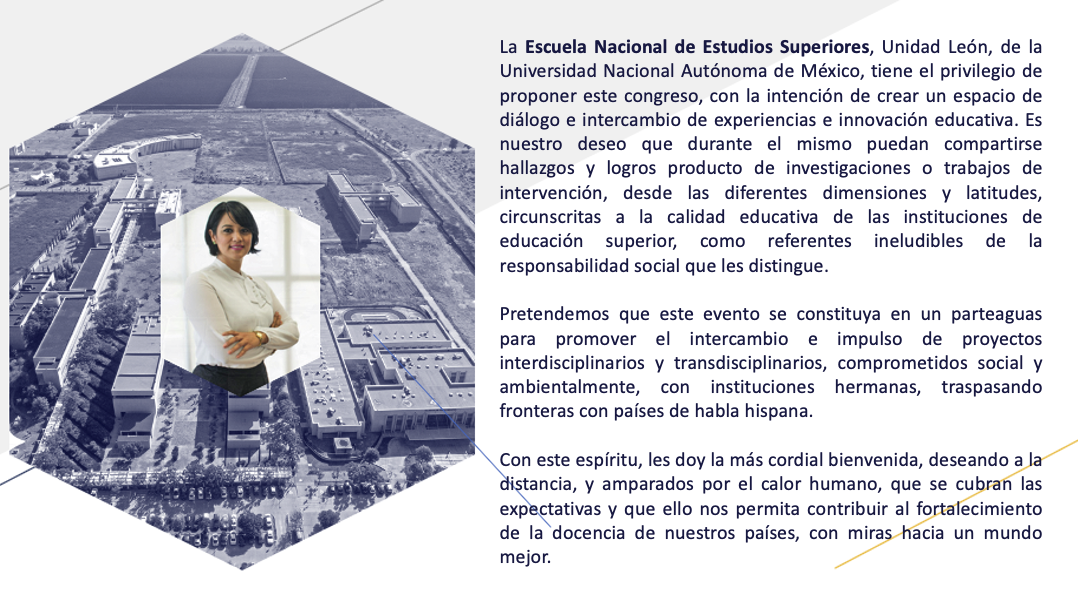 La Escuela Nacional de Estudios Superiores, Unidad León, de la
Universidad Nacional Autónoma de México, tiene el privilegio de
proponer este congreso, con la intención de crear un espacio de
diálogo e intercambio de experiencias e innovación educativa. Es
nuestro deseo que durante el mismo puedan compartirse
hallazgos y logros producto de investigaciones o trabajos de
intervención, desde las diferentes dimensiones y latitudes,
circunscritas a la calidad educativa de las instituciones de
educación superior, como referentes ineludibles de la
responsabilidad social que les distingue.
Pretendemos que este evento se constituya en un parteaguas
para promover el intercambio e impulso de proyectos
interdisciplinarios y transdisciplinarios, comprometidos social y
ambientalmente, con instituciones hermanas, traspasando
fronteras con países de habla hispana.
Con este espíritu, les doy la más cordial bienvenida, deseando a la
distancia, y amparados por el calor humano, que se cubran las
expectativas y que ello nos permita contribuir al fortalecimiento
de la docencia de nuestros países, con miras hacia un mundo
mejor.